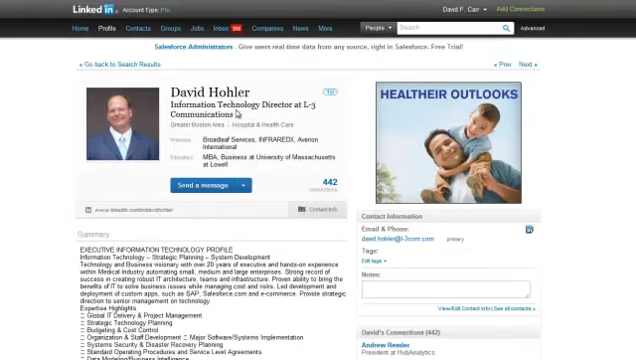 LinkedIn Account Type: Pro
David F. Carr Add Connections
Home Profile Contacts Groups Jobs Inbox Companies News More
People Search Advanced
Salesforce Administrators - Give users real time data from any source, right in Salesforce. Free Trial!
« Go back to Search Results
« Prev Next »
David Hohler
1st
Information Technology Director at L-3
Communications
Greater Boston Area | Hospital & Health Care
Previous Broadleaf Services, INFRAREDX, Averion
International
Education MBA, Business at University of Massachusetts
at Lowell
Send a message
442
connections
Contact Info
HEALTHIER OUTLOOKS
Contact Information
Email & Phone:
david.hohler@l-3com.com primary
Tags:
Edit tags
Notes:
View/Edit Contact info | See all contacts »
David's Connections (442)
Andrew Ressler
President at HubAnalytics
Summary
EXECUTIVE INFORMATION TECHNOLOGY PROFILE
Information Technology ~ Strategic Planning ~ System Development
Technology and Business visionary with over 20 years of executive and hands-on experience
within Medical Industry automating small, medium and large enterprises. Strong record of
success in creating robust IT architecture, teams and infrastructure. Proven ability to bring the
benefits of IT to solve business issues while managing costs and risks. Led development and
deployment of custom apps, such as SAP, Salesforce.com and e-commerce. Provide strategic
direction to senior management on technology.
Expertise Highlights
Global IT Delivery & Project Management
Strategic Technology Planning
Budgeting & Cost Control
Organization & Staff Development Major Software/Systems Implementation
Systems Security & Disaster Recovery Planning
Standard Operating Procedures and Service Level Agreements
Data Modeling/Business Intelligence